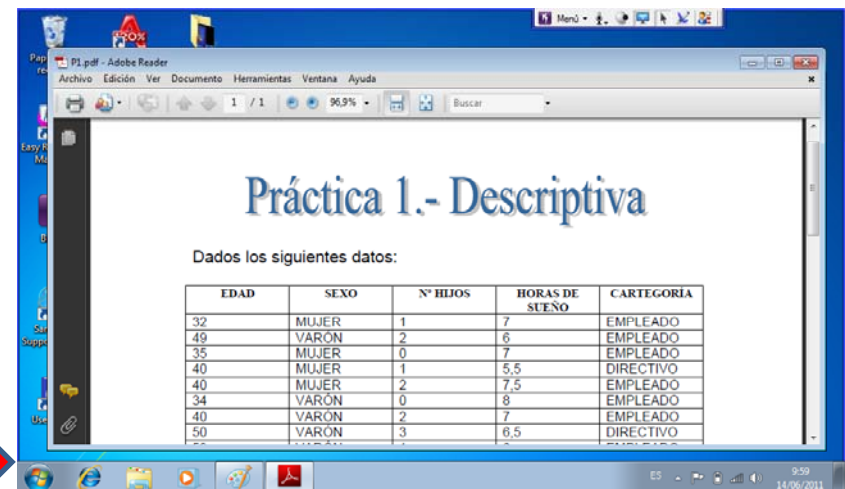 Menú
P1.pdf - Adobe Reader
Archivo Edición Ver Documento Herramientas Ventana Ayuda
1 / 1 96,9% Buscar
Práctica 1.- Descriptiva
Dados los siguientes datos:
EDAD SEXO Nº HIJOS HORAS DE SUEÑO CARTEGORÍA
32 MUJER 1 7 EMPLEADO
49 VARÓN 2 6 EMPLEADO
35 MUJER 0 7 EMPLEADO
40 MUJER 1 5,5 DIRECTIVO
40 MUJER 2 7,5 EMPLEADO
34 VARÓN 0 8 EMPLEADO
40 VARÓN 2 7 EMPLEADO
50 VARÓN 3 6,5 DIRECTIVO
ES 9:59
14/06/2011